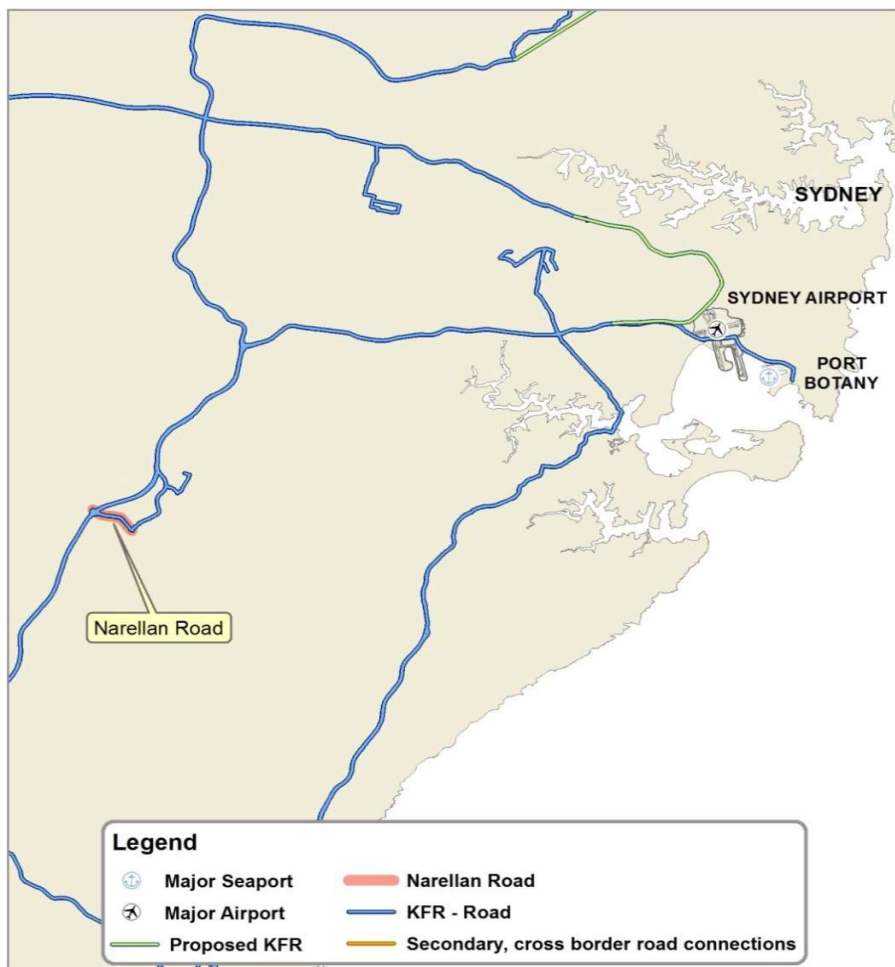 SYDNEY
SYDNEY AIRPORT
PORT
BOTANY
Narellan Road
Legend
Major Seaport
Narellan Road
Major Airport
KFR - Road
Proposed KFR
Secondary, cross border road connections